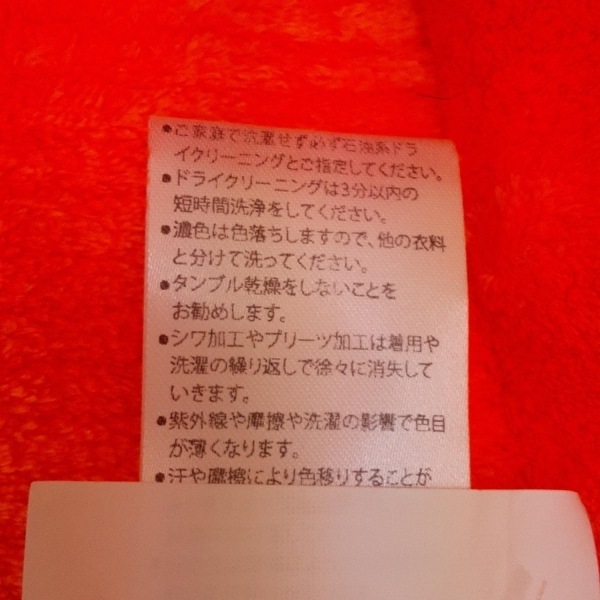 ●ご家庭で洗濯せず必ず石油系ドラ
イクリーニングとご指定してください。
●ドライクリーニングは3分以内の
短時間洗浄をしてください。
●濃色は色落ちしますので、他の衣料
と分けて洗ってください。
●タンブル乾燥をしないことを
お勧めします。
●シワ加工やプリーツ加工は着用や
洗濯の繰り返しで徐々に消失して
いきます。
●紫外線や摩擦や洗濯の影響で色目
が薄くなります。
●汗や摩擦により色移りすることが